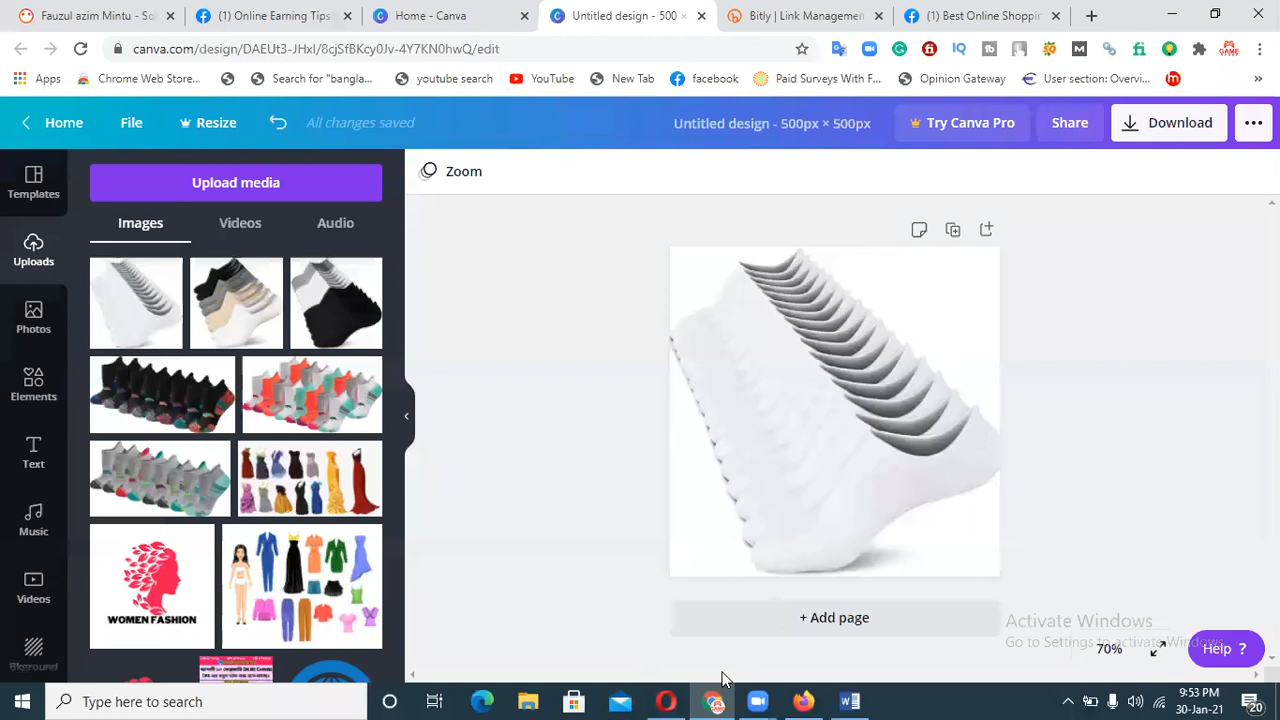 Fauzul azim Mintu - Sol
(1) Online Earning Tips
Home - Canva
Untitled design - 500
Bitly | Link Managemen
(1) Best Online Shoppin
canva.com/design/DAEUt3-JHxI/8cjSfBKcy0Jv-4Y7KN0hwQ/edit
Apps
Chrome Web Store...
Search for "bangla...
youtube search
YouTube
New Tab
facebook
Paid Surveys With F...
Opinion Gateway
User section: Overvi...
»
Home
File
Resize
All changes saved
Untitled design - 500px × 500px
Try Canva Pro
Share
Download
Templates
Uploads
Photos
Elements
Text
Music
Videos
Bkground
Upload media
Images
Videos
Audio
WOMEN FASHION
Zoom
+ Add page
Activate Windows
Go to Settings to activate Windows.
70%
Help ?
Type here to search
9:53 PM
30-Jan-21
20